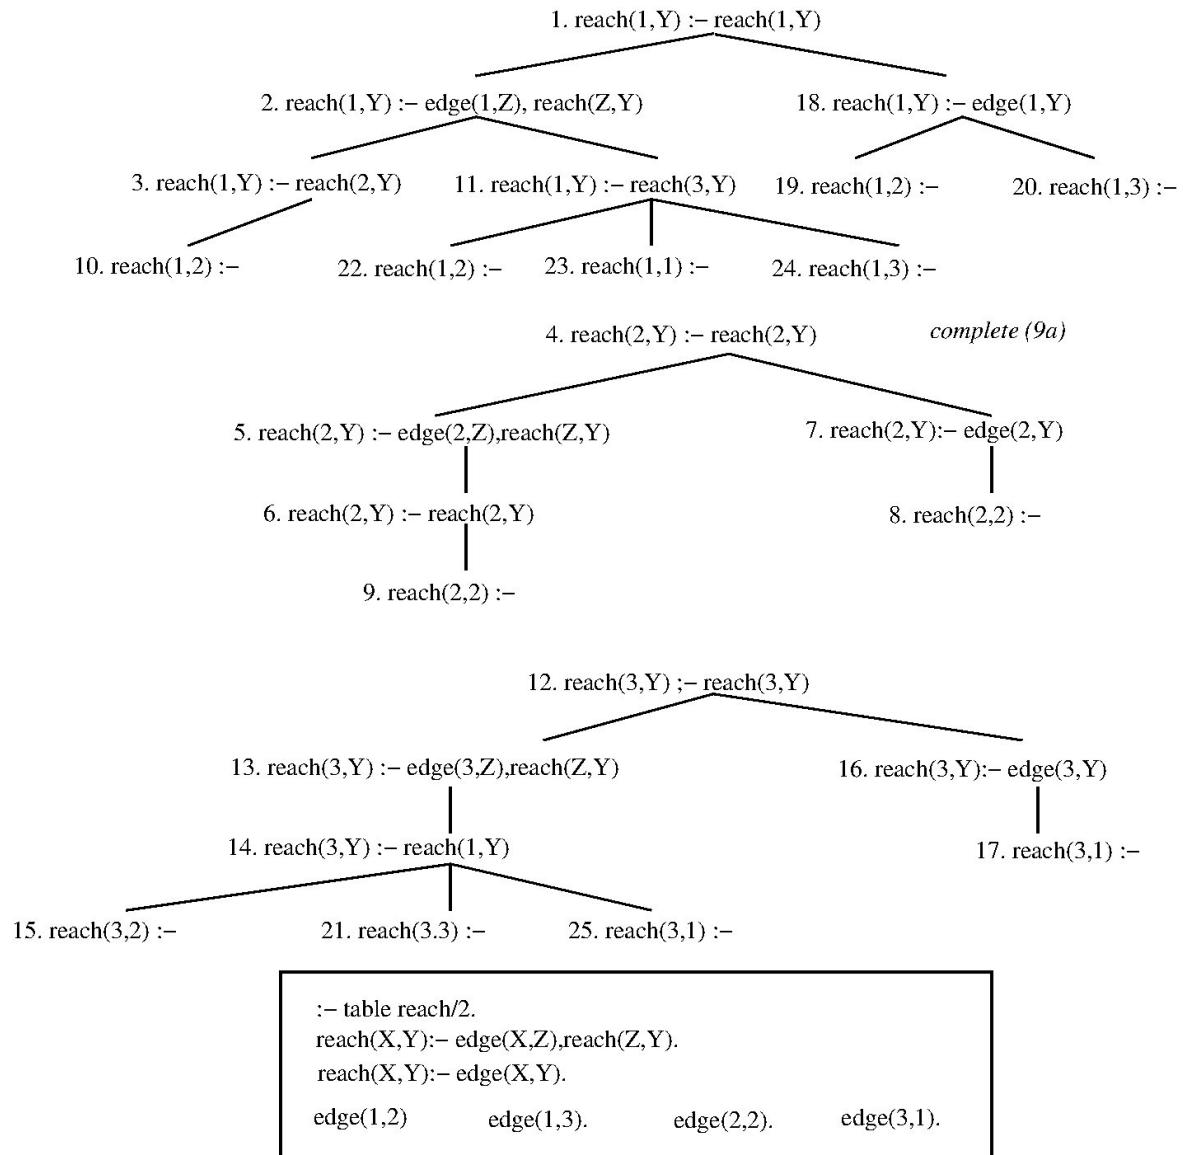 1. reach(1,Y) :– reach(1,Y)
2. reach(1,Y) :– edge(1,Z), reach(Z,Y) 18. reach(1,Y) :– edge(1,Y)
3. reach(1,Y) :– reach(2,Y) 11. reach(1,Y) :– reach(3,Y) 19. reach(1,2) :– 20. reach(1,3) :–
10. reach(1,2) :– 22. reach(1,2) :– 23. reach(1,1) :– 24. reach(1,3) :–
4. reach(2,Y) :– reach(2,Y) complete (9a)
5. reach(2,Y) :– edge(2,Z),reach(Z,Y) 7. reach(2,Y):– edge(2,Y)
6. reach(2,Y) :– reach(2,Y) 8. reach(2,2) :–
9. reach(2,2) :–
12. reach(3,Y) ;– reach(3,Y)
13. reach(3,Y) :– edge(3,Z),reach(Z,Y) 16. reach(3,Y):– edge(3,Y)
14. reach(3,Y) :– reach(1,Y) 17. reach(3,1) :–
15. reach(3,2) :– 21. reach(3.3) :– 25. reach(3,1) :–
:– table reach/2.
reach(X,Y):– edge(X,Z),reach(Z,Y).
reach(X,Y):– edge(X,Y).
edge(1,2) edge(1,3). edge(2,2). edge(3,1).